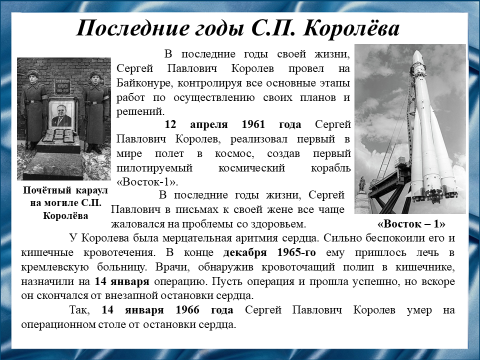 Последние годы С.П. Королёва
В последние годы своей жизни,
Сергей Павлович Королев провел на
Байконуре, контролируя все основные этапы
работ по осуществлению своих планов и
решений.
12 апреля 1961 года Сергей
Павлович Королев, реализовал первый в
мире полет в космос, создав первый
пилотируемый космический корабль
«Восток-1».
В последние годы жизни, Сергей
Павлович в письмах к своей жене все чаще
жаловался на проблемы со здоровьем.
Почётный караул
на могиле С.П.
Королёва
«Восток – 1»
У Королева была мерцательная аритмия сердца. Сильно беспокоили его и
кишечные кровотечения. В конце декабря 1965-го ему пришлось лечь в
кремлевскую больницу. Врачи, обнаружив кровоточащий полип в кишечнике,
назначили на 14 января операцию. Пусть операция и прошла успешно, но вскоре
он скончался от внезапной остановки сердца.
Так, 14 января 1966 года Сергей Павлович Королев умер на
операционном столе от остановки сердца.